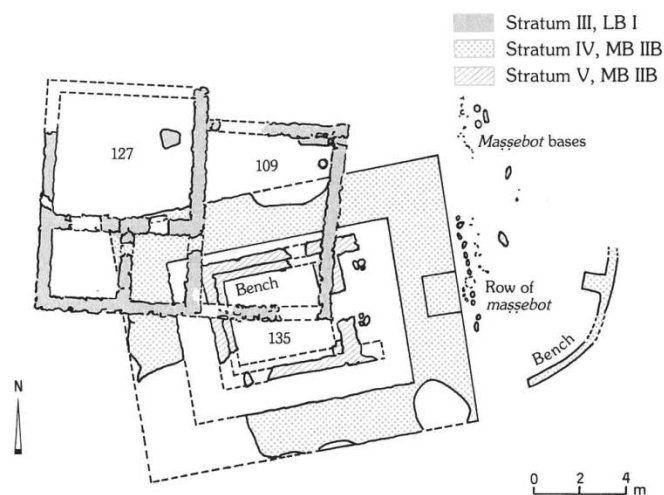 Stratum III, LB I
Stratum IV, MB IIB
Stratum V, MB IIB
Maṣṣebot bases
127
109
Bench
135
Row of
maṣṣebot
Bench
N
0 2 4
m